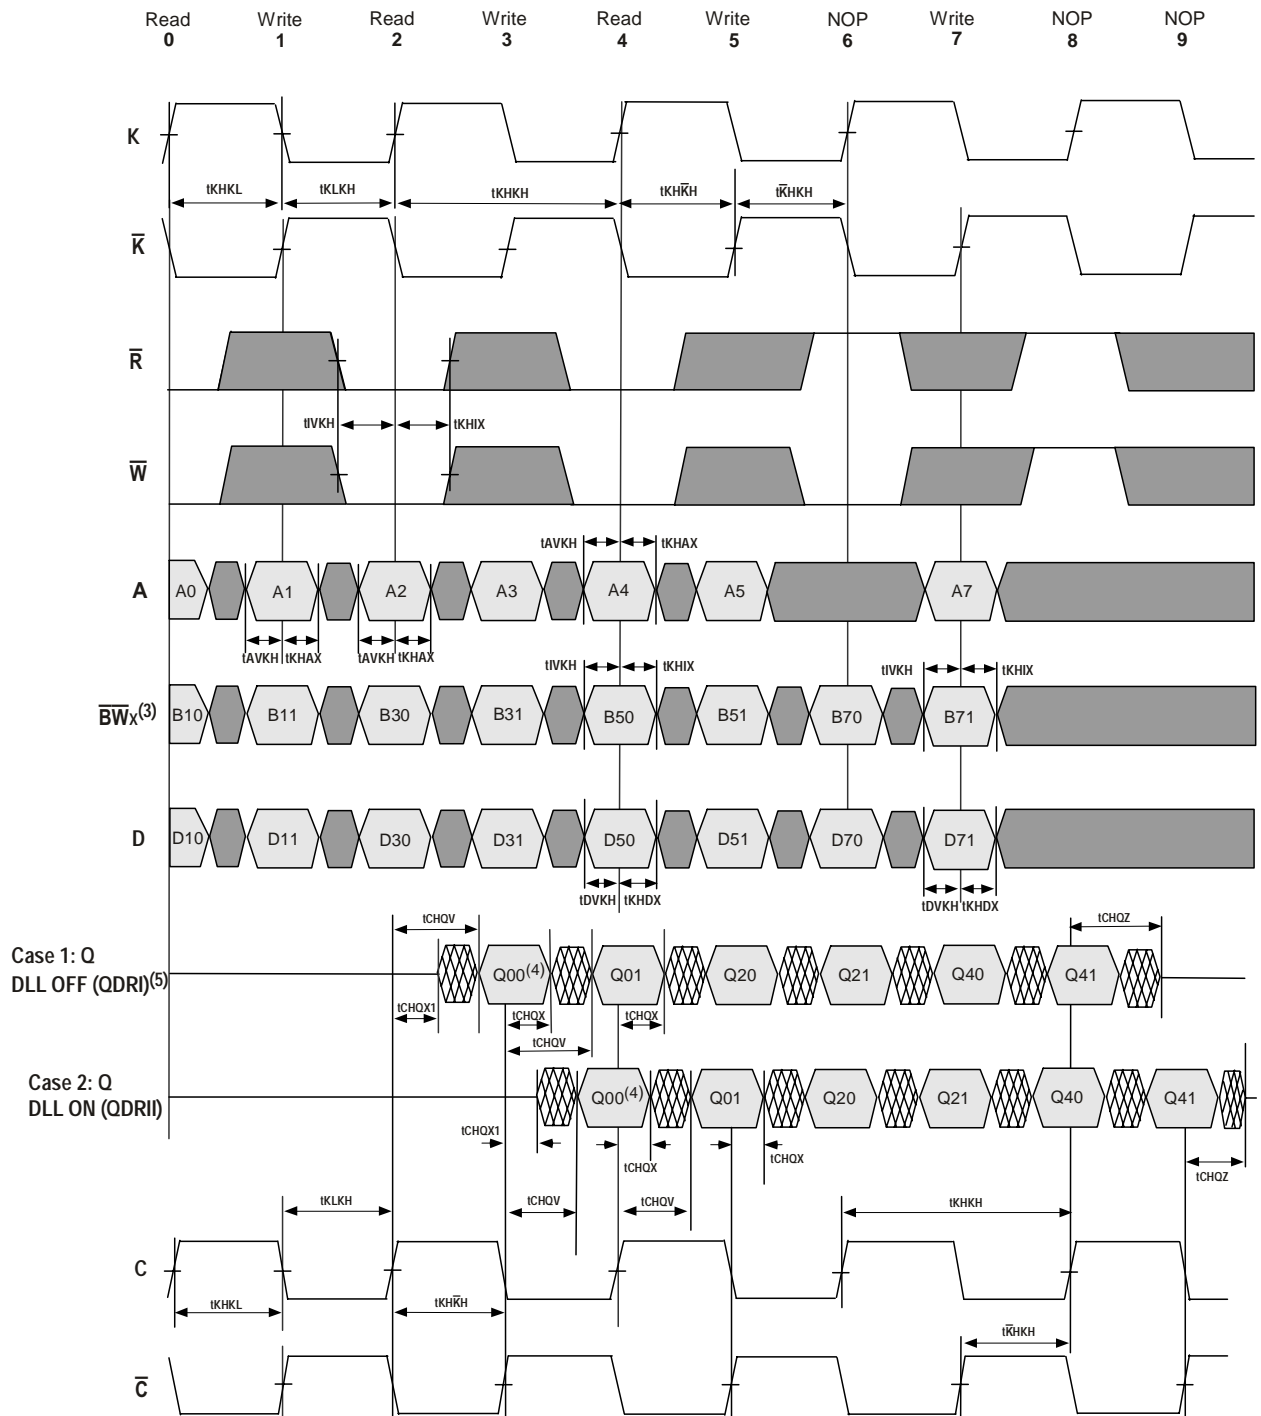 Read Write Read Write Read Write NOP Write NOP NOP
0 1 2 3 4 5 6 7 8 9
K
tKHKL tKLKH tKHKH tKHK̅H tK̅HKH
K̅
R̅
tIVKH tKHIX
W̅
tAVKH tKHAX
A A0 A1 A2 A3 A4 A5 A7
tAVKH tKHAX tAVKH tKHAX
tIVKH tKHIX tIVKH tKHIX
B̅W̅x(3) B10 B11 B30 B31 B50 B51 B70 B71
D D10 D11 D30 D31 D50 D51 D70 D71
tDVKH tKHDX tDVKH tKHDX
tCHQV tCHQZ
Case 1: Q
DLL OFF (QDRI)(5)
Q00(4) Q01 Q20 Q21 Q40 Q41
tCHQX1 tCHQX tCHQX
tCHQV
Case 2: Q
DLL ON (QDRII)
Q00(4) Q01 Q20 Q21 Q40 Q41
tCHQX1 tCHQX tCHQX tCHQZ
tKLKH tCHQV tCHQV tKHKH
C
tKHKL tKHK̅H
tK̅HKH
C̅